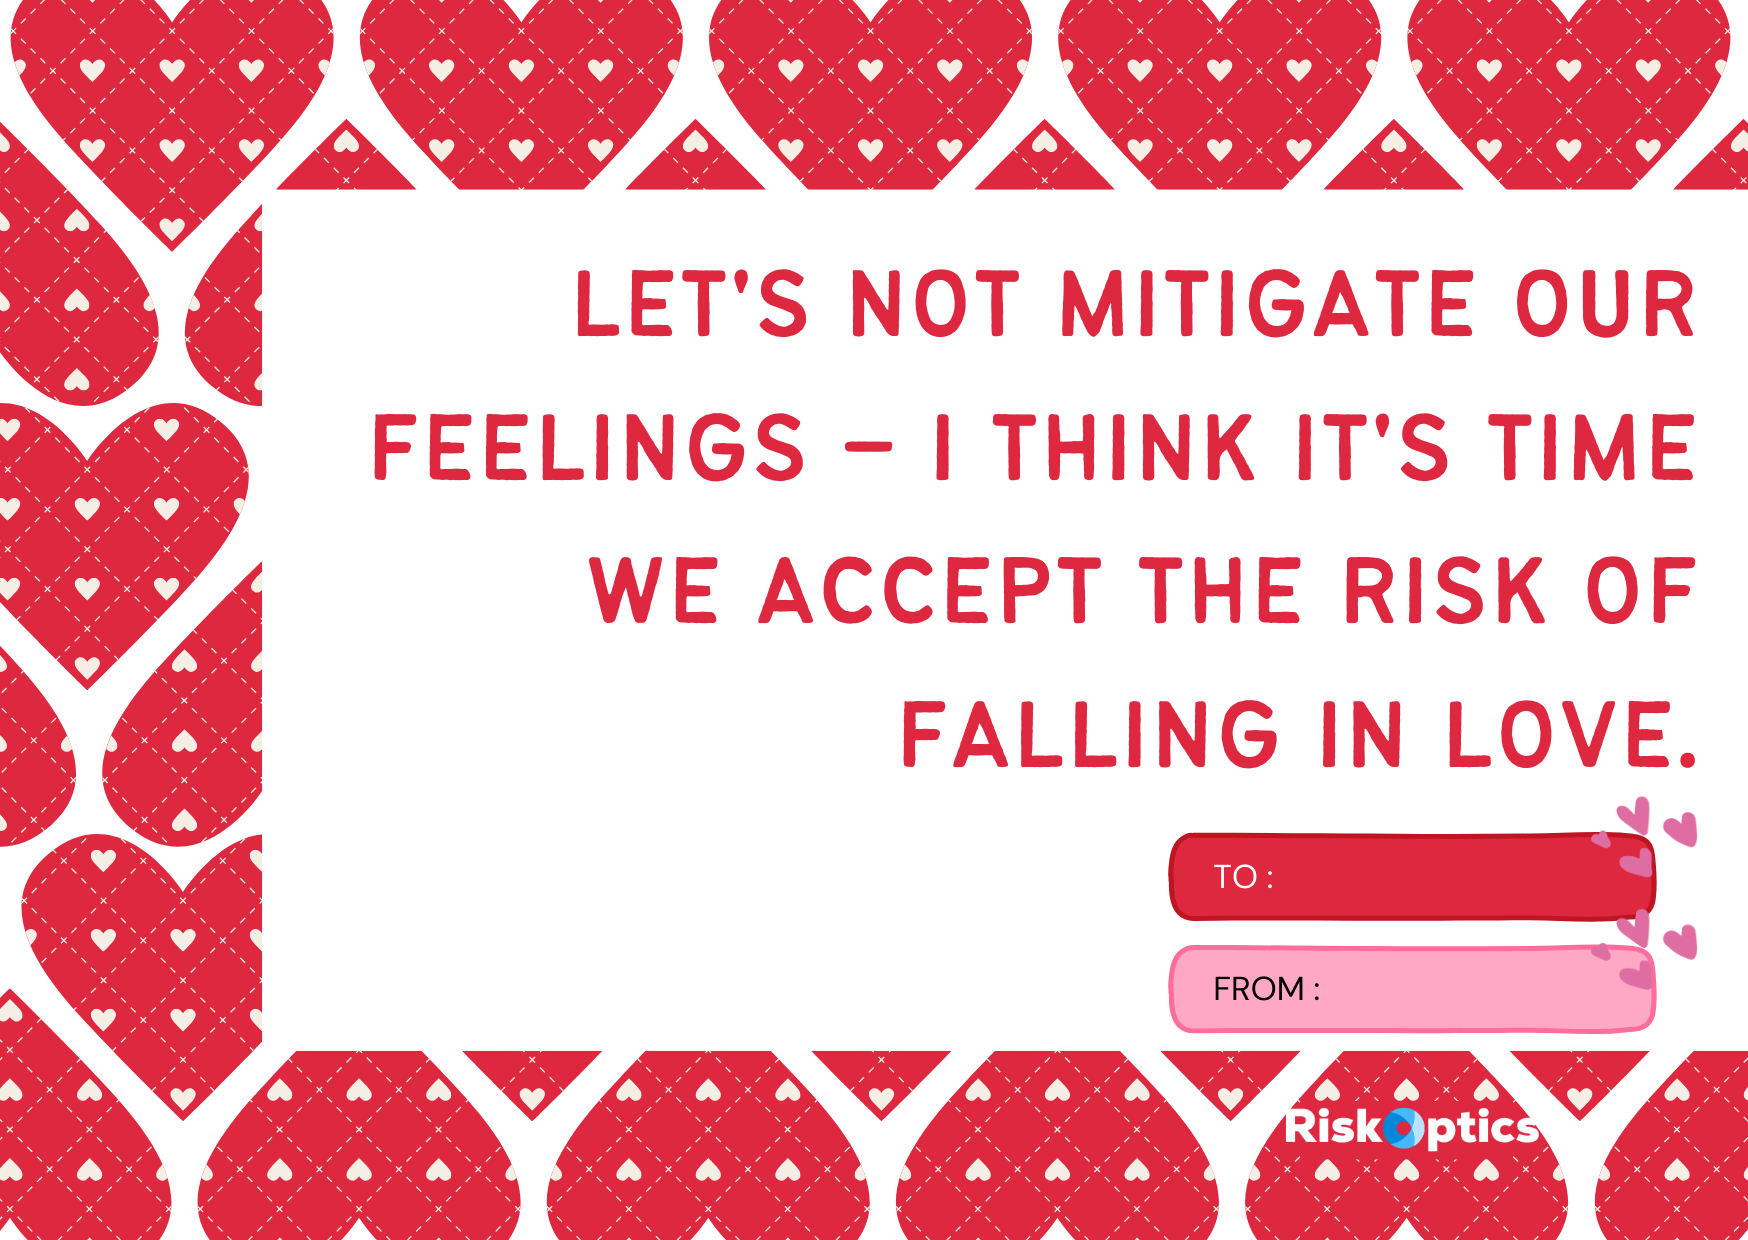 LET'S NOT MITIGATE OUR
FEELINGS – I THINK IT'S TIME
WE ACCEPT THE RISK OF
FALLING IN LOVE.
TO :
FROM :
RiskOptics